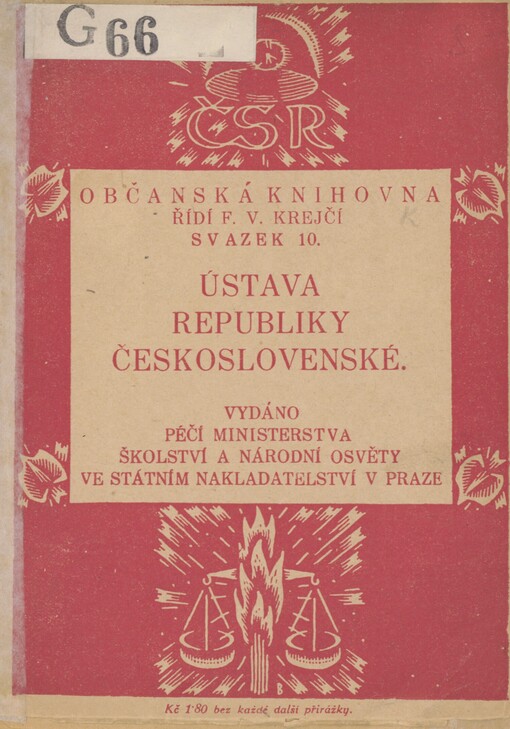 G 66
ČSR
OBČANSKÁ KNIHOVNA
ŘÍDÍ F. V. KREJČÍ
K
SVAZEK 10.
ÚSTAVA
REPUBLIKY
ČESKOSLOVENSKÉ.
VYDÁNO
PÉČÍ MINISTERSTVA
ŠKOLSTVÍ A NÁRODNÍ OSVĚTY
VE STÁTNÍM NAKLADATELSTVÍ V PRAZE
B
Kč 1·80 bez každé další přirážky.